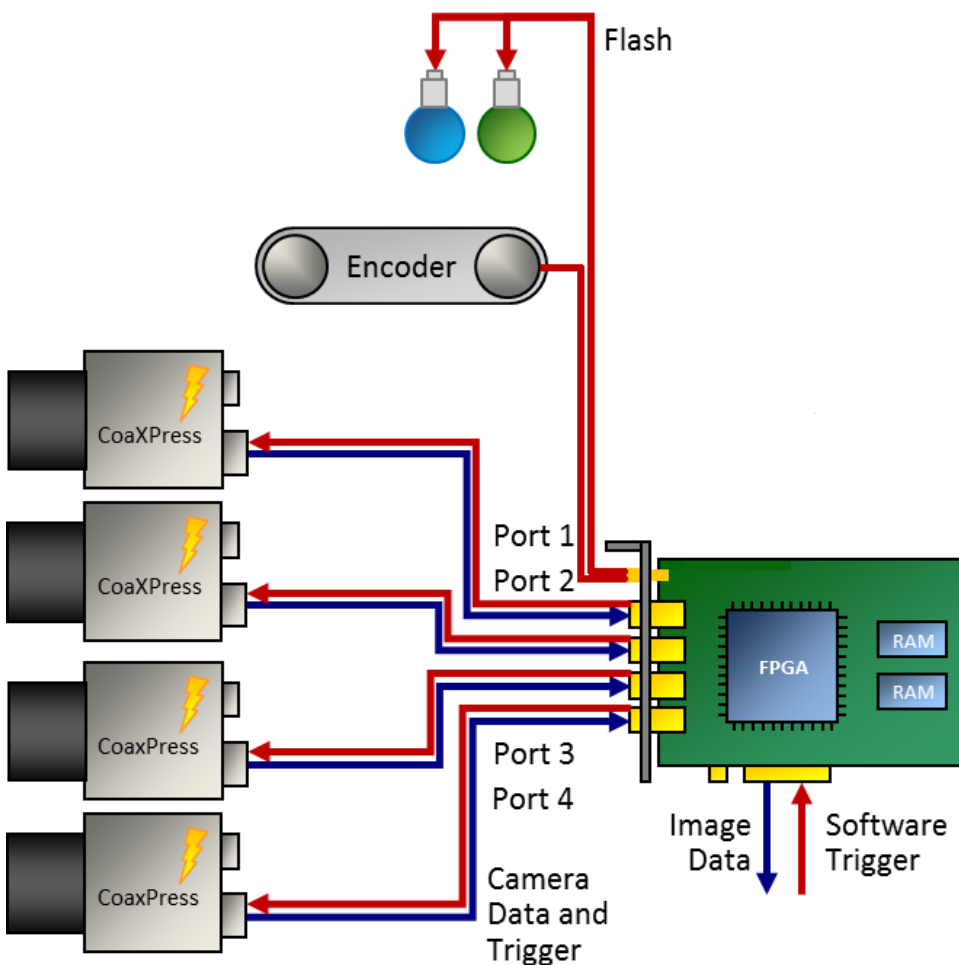 Flash
Encoder
CoaXPress
Port 1
CoaXPress
Port 2
RAM
FPGA
RAM
CoaxPress
Port 3
Port 4
Image
Data
Software
Trigger
CoaxPress
Camera
Data and
Trigger